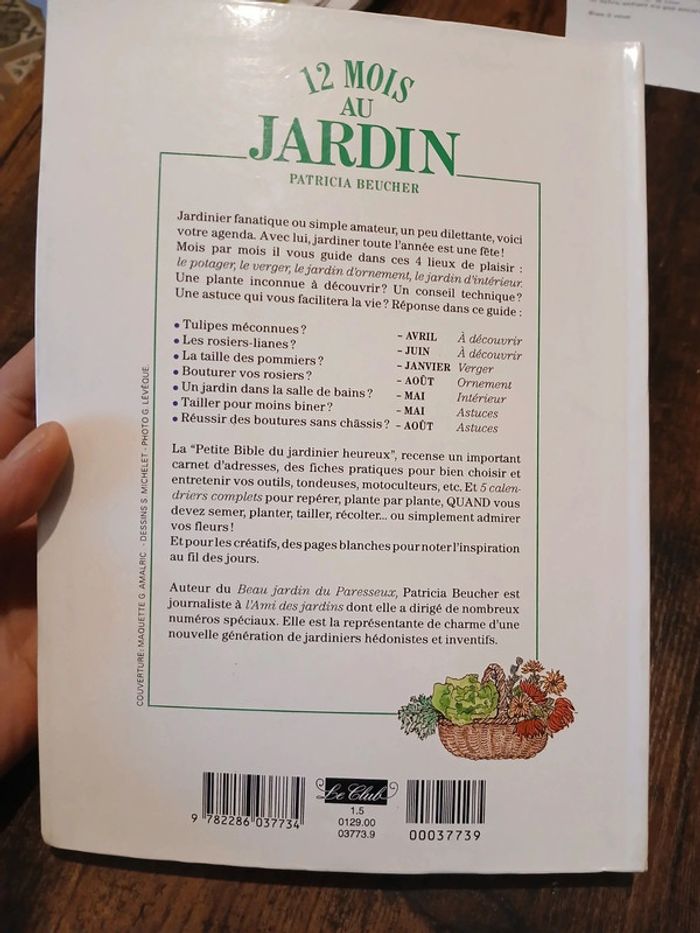 12 MOIS
AU
JARDIN
PATRICIA BEUCHER
Jardinier fanatique ou simple amateur, un peu dilettante, voici
votre agenda. Avec lui, jardiner toute l'année est une fête!
Mois par mois il vous guide dans ces 4 lieux de plaisir :
le potager, le verger, le jardin d'ornement, le jardin d'intérieur.
Une plante inconnue à découvrir? Un conseil technique?
Une astuce qui vous facilitera la vie? Réponse dans ce guide :
• Tulipes méconnues? – AVRIL À découvrir
• Les rosiers-lianes? – JUIN À découvrir
• La taille des pommiers? – JANVIER Verger
• Bouturer vos rosiers? – AOÛT Ornement
• Un jardin dans la salle de bains? – MAI Intérieur
• Tailler pour moins biner? – MAI Astuces
• Réussir des boutures sans châssis? – AOÛT Astuces
La "Petite Bible du jardinier heureux", recense un important
carnet d'adresses, des fiches pratiques pour bien choisir et
entretenir vos outils, tondeuses, motoculteurs, etc. Et 5 calen-
driers complets pour repérer, plante par plante, QUAND vous
devez semer, planter, tailler, récolter... ou simplement admirer
vos fleurs!
Et pour les créatifs, des pages blanches pour noter l'inspiration
au fil des jours.
Auteur du Beau jardin du Paresseux, Patricia Beucher est
journaliste à l'Ami des jardins dont elle a dirigé de nombreux
numéros spéciaux. Elle est la représentante de charme d'une
nouvelle génération de jardiniers hédonistes et inventifs.
COUVERTURE: MAQUETTE G. AMALRIC - DESSINS S. MICHELET - PHOTO G. LÉVÊQUE.
9 782286 037734
Le Club
1.5
0129.00
03773.9
00037739